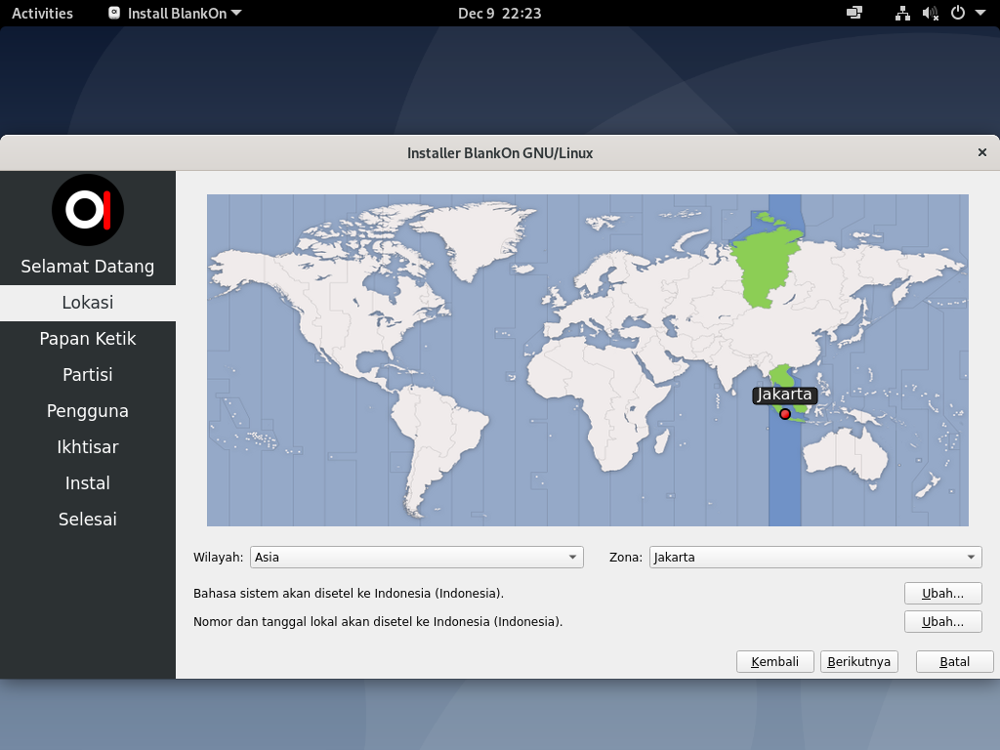 Activities Install BlankOn Dec 9 22:23
Installer BlankOn GNU/Linux
Selamat Datang
Lokasi
Papan Ketik
Partisi
Pengguna
Ikhtisar
Instal
Selesai
Jakarta
Wilayah: Asia Zona: Jakarta
Bahasa sistem akan disetel ke Indonesia (Indonesia). Ubah...
Nomor dan tanggal lokal akan disetel ke Indonesia (Indonesia). Ubah...
Kembali Berikutnya Batal